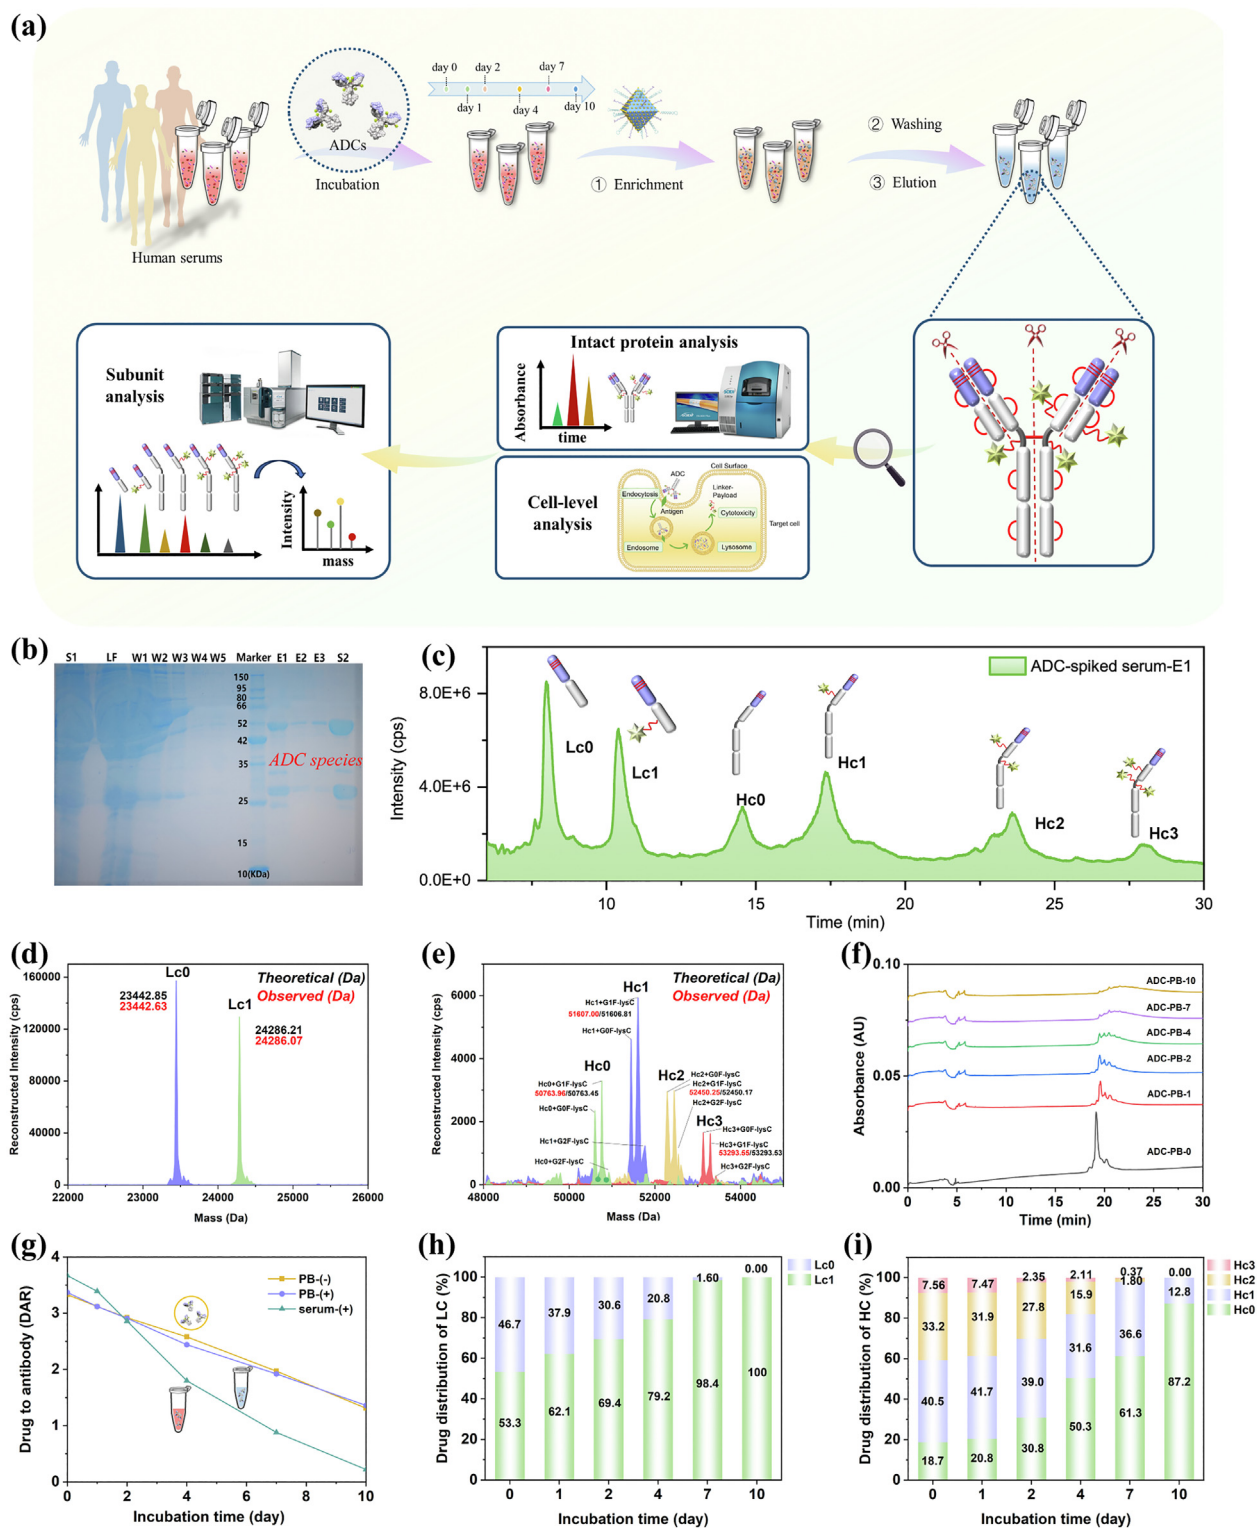 (a)
day 0
day 2
day 7
day 1
day 4
day 10
ADCs
Incubation
① Enrichment
② Washing
③ Elution
Human serums
Subunit
analysis
Intensity
mass
Intact protein analysis
Absorbance
time
Cell-level
analysis
Cell Surface
ADC
Endocytosis
Linker-
Payload
Antigen
Cytotoxicity
Target cell
Endosome
Lysosome
(b)
S1 LF W1 W2 W3 W4 W5 Marker E1 E2 E3 S2
150
95
80
66
52
42
ADC species
35
25
15
10(KDa)
(c)
ADC-spiked serum-E1
Intensity (cps)
8.0E+6
4.0E+6
0.0E+0
Lc0
Lc1
Hc0
Hc1
Hc2
Hc3
10 15 20 25 30
Time (min)
(d)
Reconstructed Intensity (cps)
160000
120000
80000
40000
0
Lc0
23442.85
23442.63
Lc1
24286.21
24286.07
Theoretical (Da)
Observed (Da)
22000 23000 24000 25000 26000
Mass (Da)
(e)
Reconstructed Intensity (cps)
6000
4000
2000
0
Theoretical (Da)
Observed (Da)
Hc1
Hc1+G1F-lysC
51607.00/51606.81
Hc1+G0F-lysC
Hc0
Hc0+G1F-lysC
50763.96/50763.45
Hc0+G0F-lysC
Hc1+G2F-lysC
Hc0+G2F-lysC
Hc2
Hc2+G0F-lysC
Hc2+G1F-lysC
52450.25/52450.17
Hc2+G2F-lysC
Hc3
Hc3+G0F-lysC
Hc3+G1F-lysC
53293.66/53293.53
Hc3+G2F-lysC
48000 50000 52000 54000
Mass (Da)
(f)
Absorbance (AU)
0.10
0.05
0.00
ADC-PB-10
ADC-PB-7
ADC-PB-4
ADC-PB-2
ADC-PB-1
ADC-PB-0
0 5 10 15 20 25 30
Time (min)
(g)
Drug to antibody (DAR)
4
3
2
1
0
PB-(-)
PB-(+)
serum-(+)
0 2 4 6 8 10
Incubation time (day)
(h)
Drug distribution of LC (%)
100
80
60
40
20
0
Lc0
Lc1
46.7 37.9 30.6 20.8 1.60 0.00
53.3 62.1 69.4 79.2 98.4 100
0 1 2 4 7 10
Incubation time (day)
(i)
Drug distribution of HC (%)
100
80
60
40
20
0
Hc3
Hc2
Hc1
Hc0
7.56 7.47 2.35 2.11 0.37 0.00
33.2 31.9 27.8 15.9 1.80
40.5 41.7 39.0 31.6 36.6 12.8
18.7 20.8 30.8 50.3 61.3 87.2
0 1 2 4 7 10
Incubation time (day)